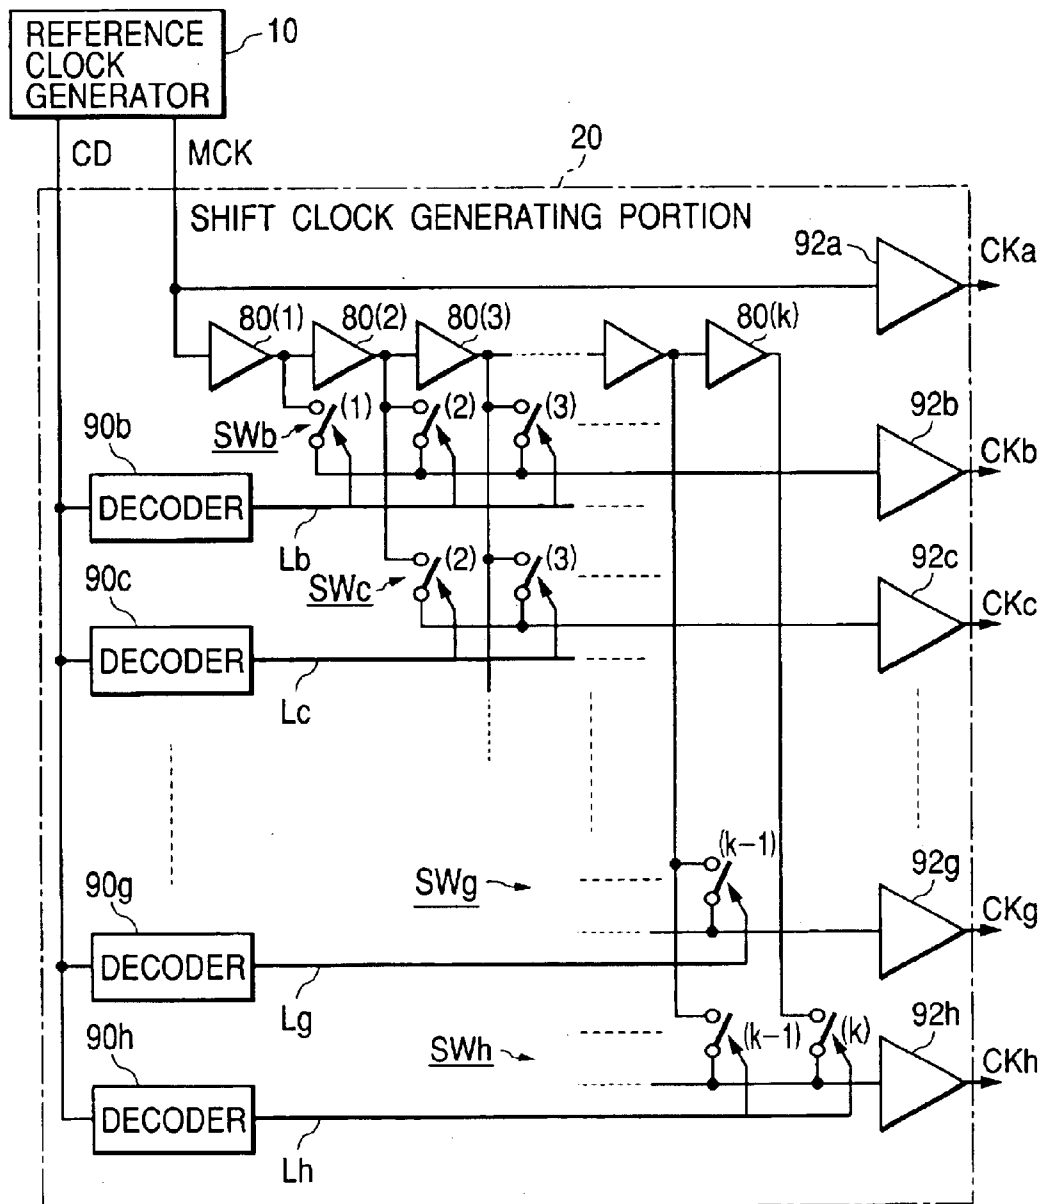 REFERENCE
CLOCK
GENERATOR
10
CD
MCK
20
SHIFT CLOCK GENERATING PORTION
92a
CKa
80(1)
80(2)
80(3)
80(k)
90b
SWb
(1)
(2)
(3)
92b
CKb
DECODER
Lb
90c
SWc
(2)
(3)
92c
CKc
DECODER
Lc
90g
SWg
(k-1)
92g
CKg
DECODER
Lg
90h
SWh
(k-1)
(k)
92h
CKh
DECODER
Lh